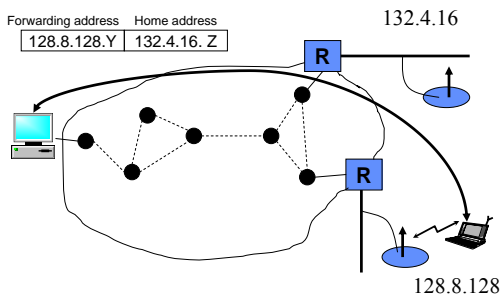 Forwarding address Home address
128.8.128.Y 132.4.16. Z
132.4.16
R
R
128.8.128